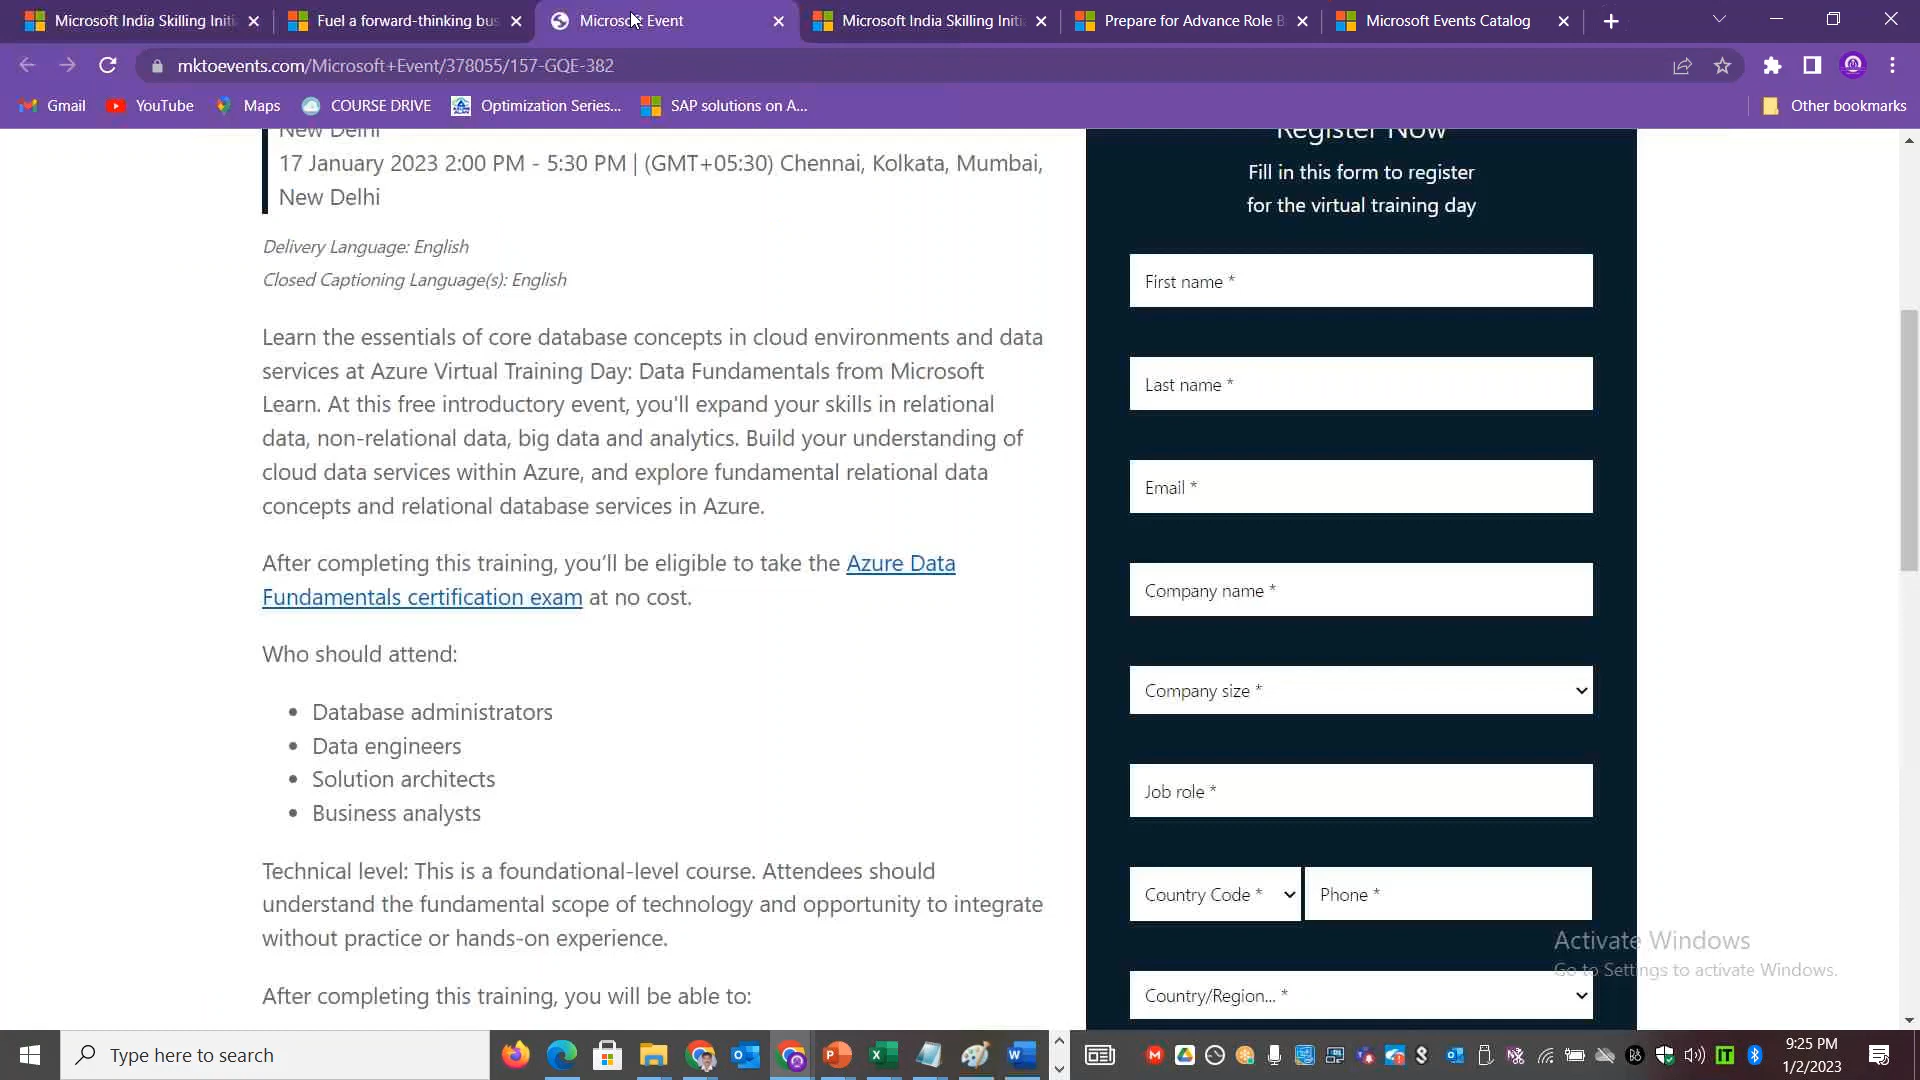 Microsoft India Skilling Initi
Fuel a forward-thinking bus
Microsoft Event
Microsoft India Skilling Initia
Prepare for Advance Role B
Microsoft Events Catalog
mktoevents.com/Microsoft+Event/378055/157-GQE-382
Gmail
YouTube
Maps
COURSE DRIVE
Optimization Series...
SAP solutions on A...
Other bookmarks
New Delhi
17 January 2023 2:00 PM - 5:30 PM | (GMT+05:30) Chennai, Kolkata, Mumbai,
New Delhi
Delivery Language: English
Closed Captioning Language(s): English
Learn the essentials of core database concepts in cloud environments and data
services at Azure Virtual Training Day: Data Fundamentals from Microsoft
Learn. At this free introductory event, you'll expand your skills in relational
data, non-relational data, big data and analytics. Build your understanding of
cloud data services within Azure, and explore fundamental relational data
concepts and relational database services in Azure.
After completing this training, you’ll be eligible to take the Azure Data
Fundamentals certification exam at no cost.
Who should attend:
• Database administrators
• Data engineers
• Solution architects
• Business analysts
Technical level: This is a foundational-level course. Attendees should
understand the fundamental scope of technology and opportunity to integrate
without practice or hands-on experience.
After completing this training, you will be able to:
Register Now
Fill in this form to register
for the virtual training day
First name *
Last name *
Email *
Company name *
Company size *
Job role *
Country Code *
Phone *
Country/Region... *
Activate Windows
Go to Settings to activate Windows.
Type here to search
9:25 PM
1/2/2023